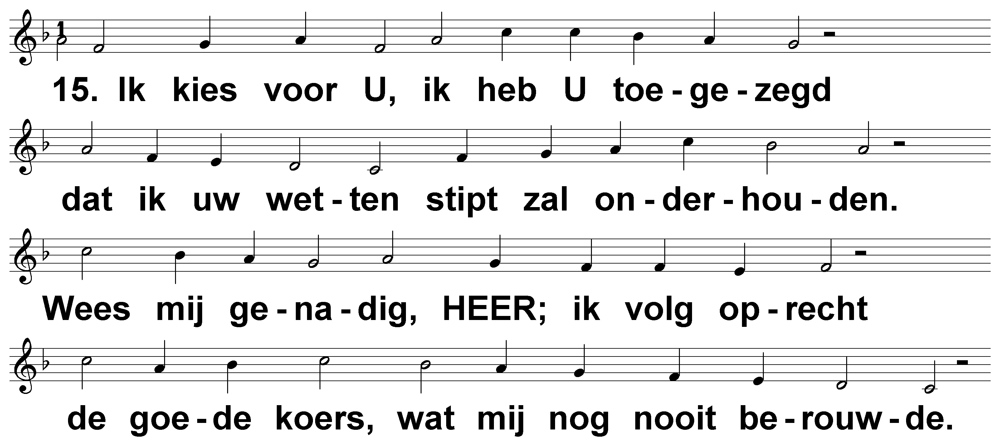 1
15. Ik kies voor U, ik heb U toe-ge-zegd
dat ik uw wet-ten stipt zal on-der-hou-den.
Wees mij ge-na-dig, HEER; ik volg op-recht
de goe-de koers, wat mij nog nooit be-rouw-de.